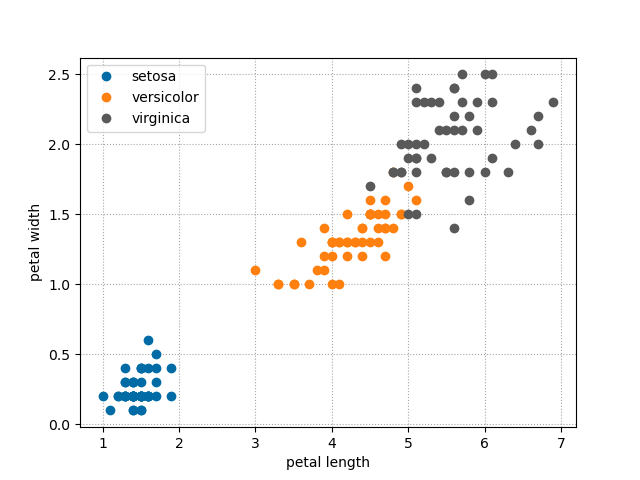 setosa
versicolor
virginica
2.5
2.0
1.5
1.0
0.5
0.0
petal width
1 2 3 4 5 6 7
petal length